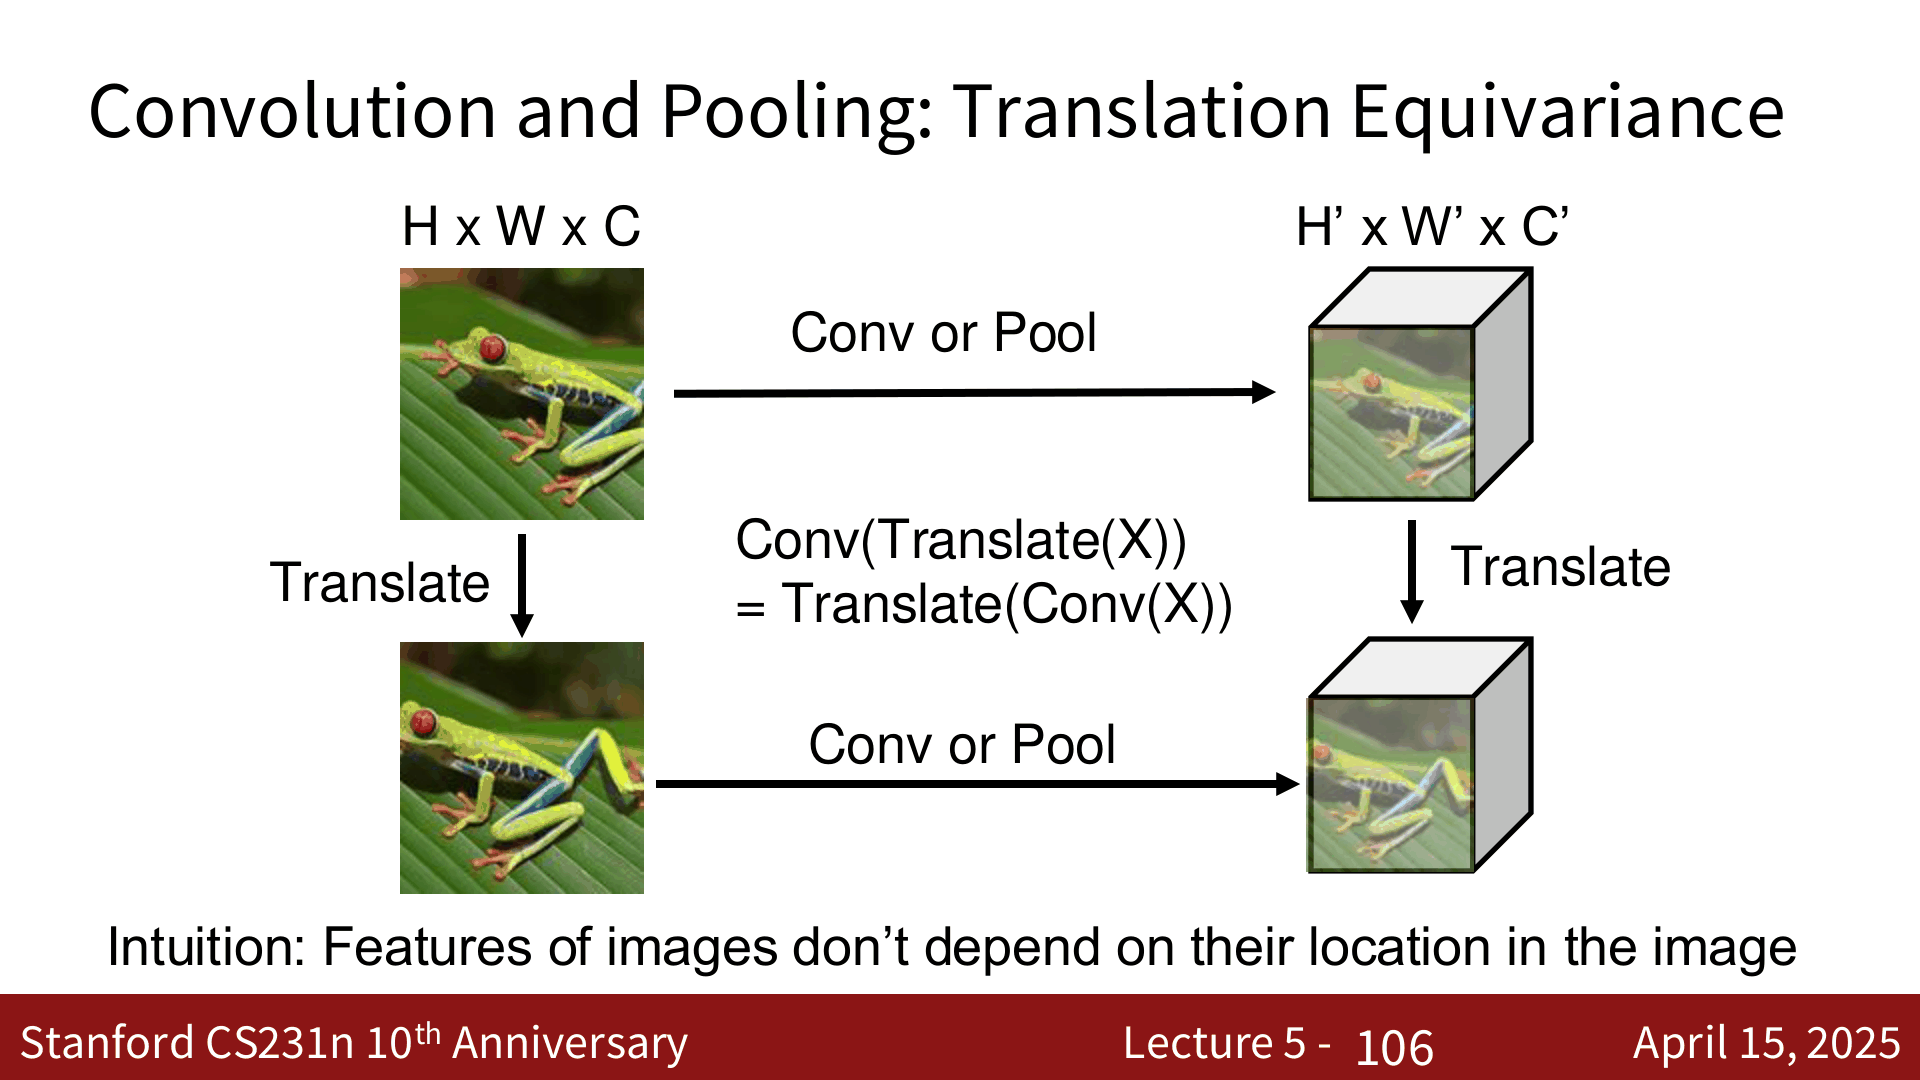 Convolution and Pooling: Translation Equivariance
H x W x C
H’ x W’ x C’
Conv or Pool
Conv(Translate(X))
= Translate(Conv(X))
Translate
Translate
Conv or Pool
Intuition: Features of images don’t depend on their location in the image
Stanford CS231n 10th Anniversary
Lecture 5 - 106
April 15, 2025